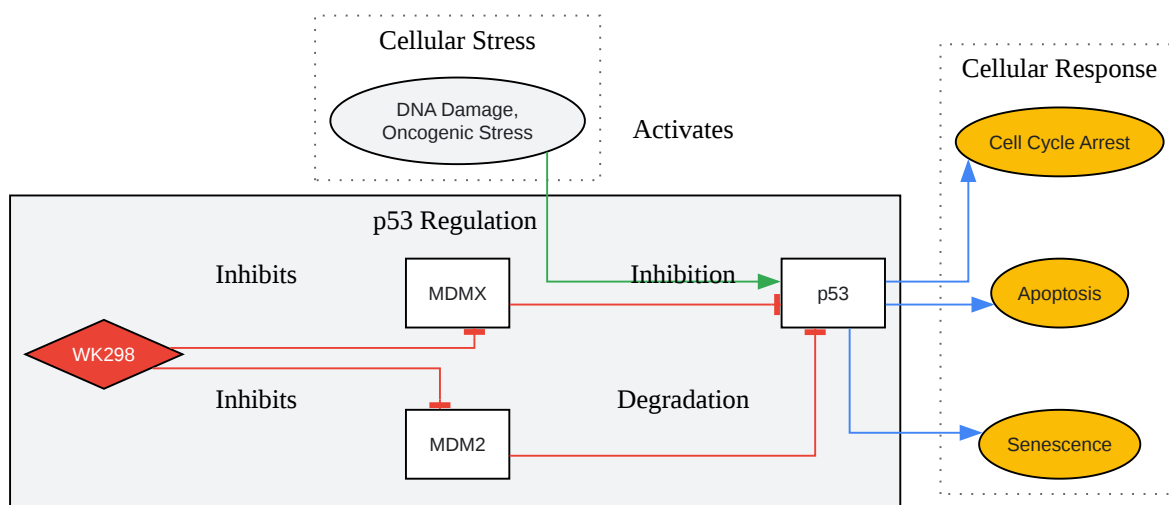 Cellular Stress
DNA Damage,
Oncogenic Stress
Activates
Cellular Response
Cell Cycle Arrest
p53 Regulation
Inhibits
MDMX
Inhibition
p53
Apoptosis
WK298
Inhibits
MDM2
Degradation
Senescence